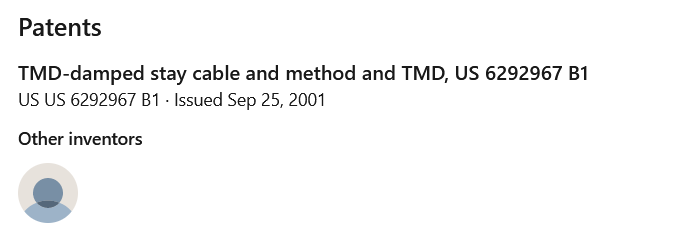 Patents
TMD-damped stay cable and method and TMD, US 6292967 B1
US US 6292967 B1 · Issued Sep 25, 2001
Other inventors